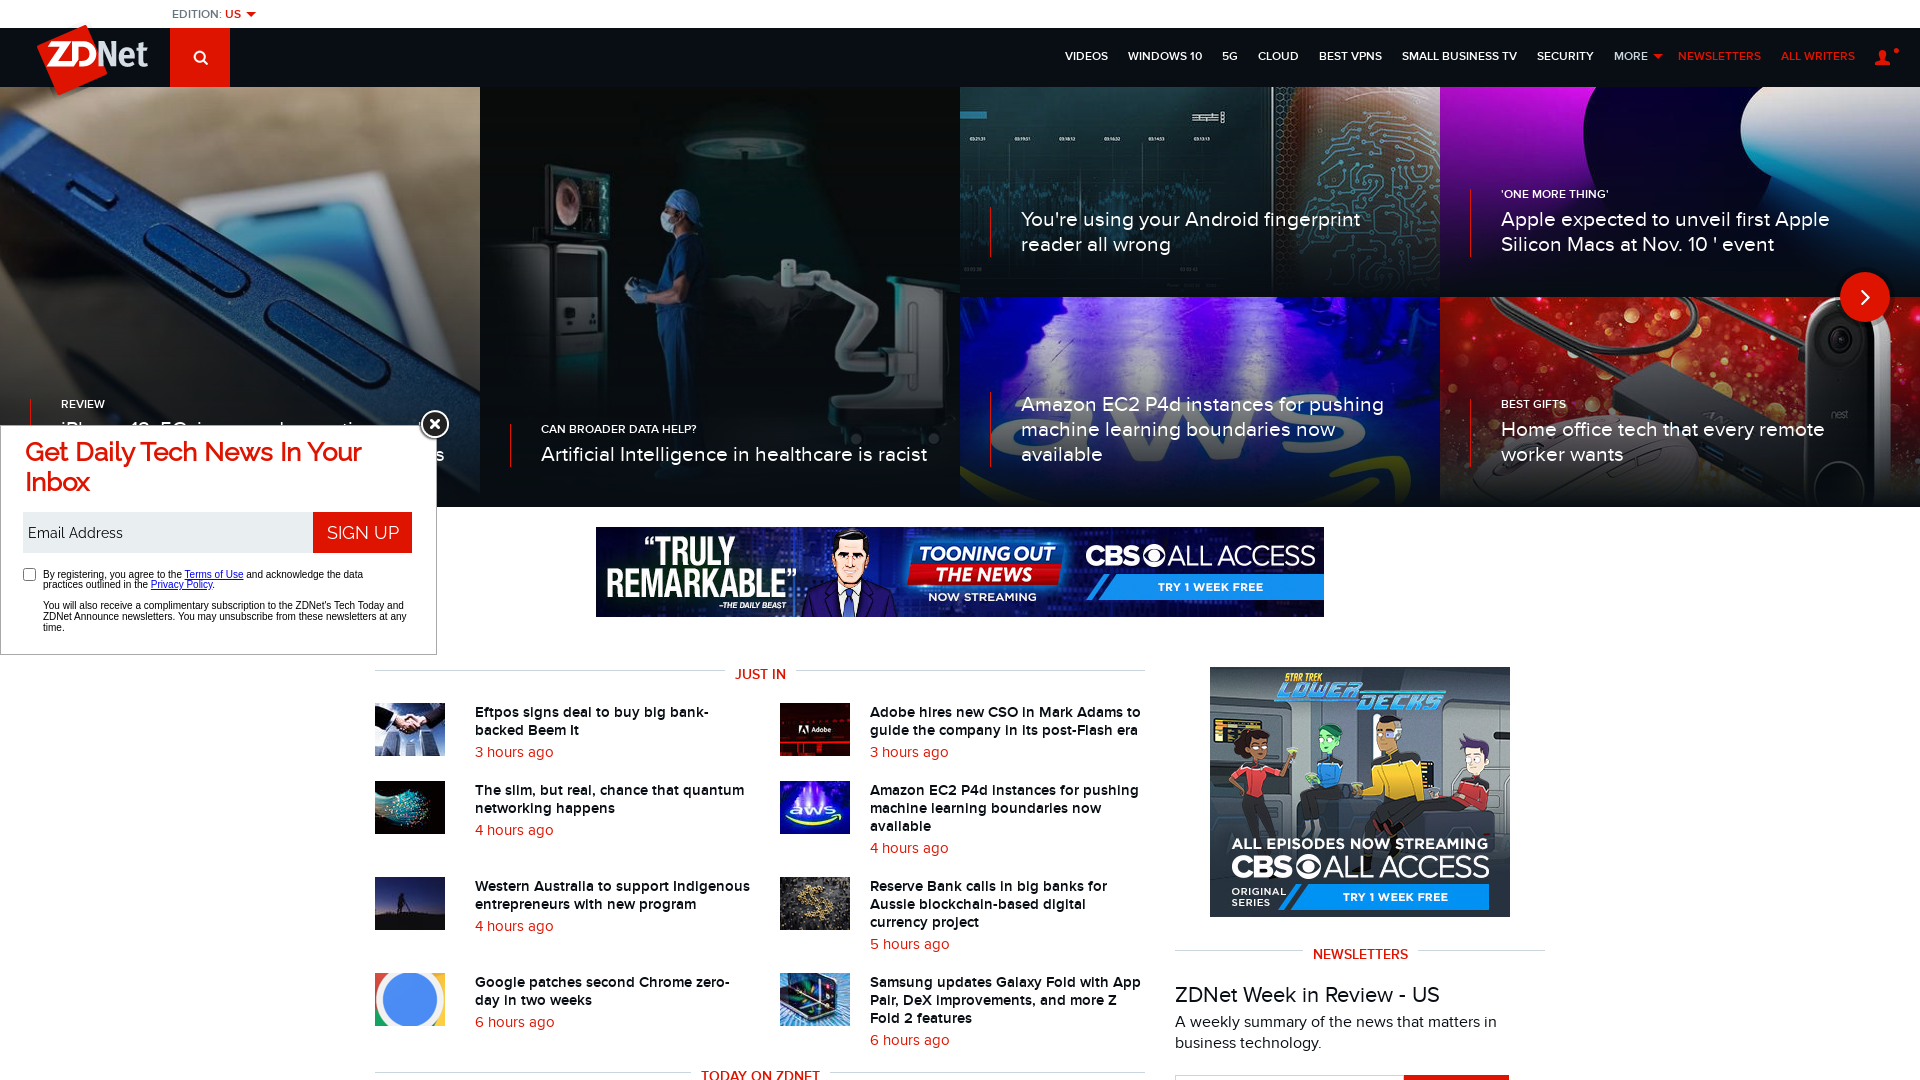 EDITION: US
ZDNet
VIDEOS WINDOWS 10 5G CLOUD BEST VPNS SMALL BUSINESS TV SECURITY MORE NEWSLETTERS ALL WRITERS
REVIEW
CAN BROADER DATA HELP?
Artificial Intelligence in healthcare is racist
You're using your Android fingerprint
reader all wrong
'ONE MORE THING'
Apple expected to unveil first Apple
Silicon Macs at Nov. 10 ' event
Amazon EC2 P4d instances for pushing
machine learning boundaries now
available
BEST GIFTS
Home office tech that every remote
worker wants
nest
Get Daily Tech News In Your
Inbox
Email Address
SIGN UP
By registering, you agree to the Terms of Use and acknowledge the data
practices outlined in the Privacy Policy.
You will also receive a complimentary subscription to the ZDNet's Tech Today and
ZDNet Announce newsletters. You may unsubscribe from these newsletters at any
time.
“TRULY
REMARKABLE”
–THE DAILY BEAST
TOONING OUT
THE NEWS
NOW STREAMING
CBS ALL ACCESS
TRY 1 WEEK FREE
JUST IN
Eftpos signs deal to buy big bank-
backed Beem It
3 hours ago
Adobe
Adobe hires new CSO in Mark Adams to
guide the company in its post-Flash era
3 hours ago
The slim, but real, chance that quantum
networking happens
4 hours ago
aws
Amazon EC2 P4d instances for pushing
machine learning boundaries now
available
4 hours ago
Western Australia to support Indigenous
entrepreneurs with new program
4 hours ago
Reserve Bank calls in big banks for
Aussie blockchain-based digital
currency project
5 hours ago
Google patches second Chrome zero-
day in two weeks
6 hours ago
Samsung updates Galaxy Fold with App
Pair, DeX improvements, and more Z
Fold 2 features
6 hours ago
TODAY ON ZDNET
STAR TREK
LOWER DECKS
ALL EPISODES NOW STREAMING
CBS ALL ACCESS
ORIGINAL
SERIES
TRY 1 WEEK FREE
NEWSLETTERS
ZDNet Week in Review - US
A weekly summary of the news that matters in
business technology.